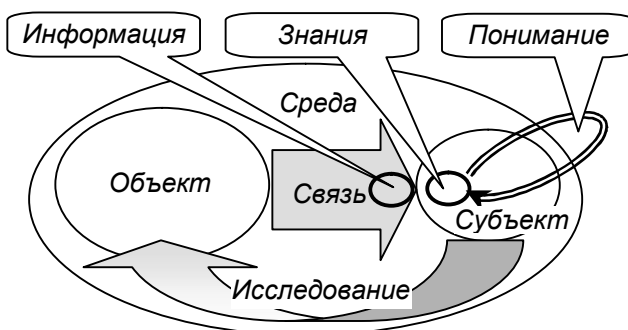 Информация
Знания
Понимание
Среда
Объект
Связь
Субъект
Исследование